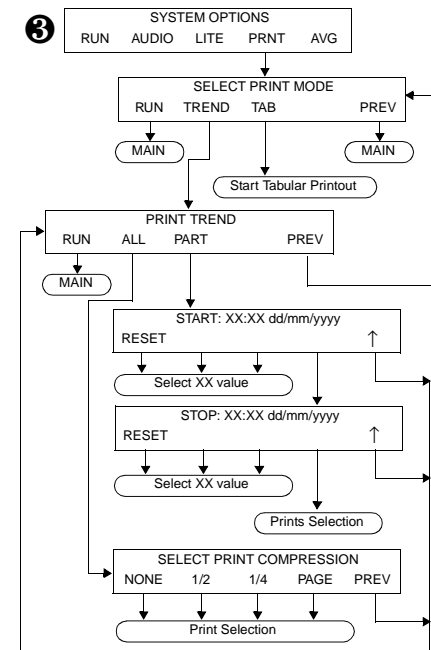 ❸
SYSTEM OPTIONS
RUN AUDIO LITE PRNT AVG
SELECT PRINT MODE
RUN TREND TAB PREV
MAIN MAIN
Start Tabular Printout
PRINT TREND
RUN ALL PART PREV
MAIN
START: XX:XX dd/mm/yyyy
RESET ↑
Select XX value
STOP: XX:XX dd/mm/yyyy
RESET ↑
Select XX value
Prints Selection
SELECT PRINT COMPRESSION
NONE 1/2 1/4 PAGE PREV
Print Selection